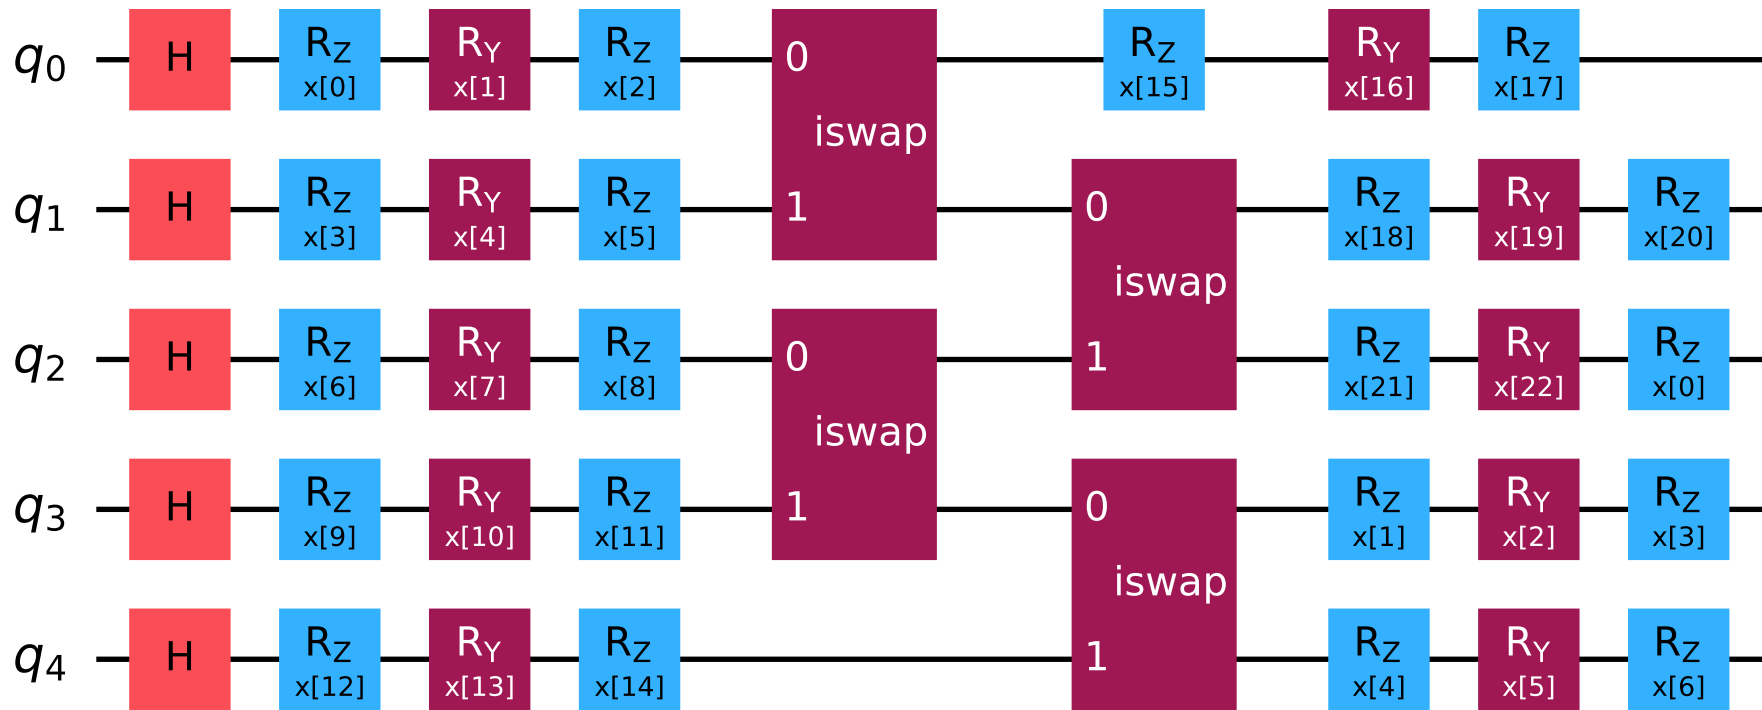 q0 H RZ x[0] RY x[1] RZ x[2] 0 iswap 1 RZ x[15] RY x[16] RZ x[17]
q1 H RZ x[3] RY x[4] RZ x[5] 0 iswap 1 RZ x[18] RY x[19] RZ x[20]
q2 H RZ x[6] RY x[7] RZ x[8] 0 iswap 1 RZ x[21] RY x[22] RZ x[0]
q3 H RZ x[9] RY x[10] RZ x[11] 0 iswap 1 RZ x[1] RY x[2] RZ x[3]
q4 H RZ x[12] RY x[13] RZ x[14] RZ x[4] RY x[5] RZ x[6]